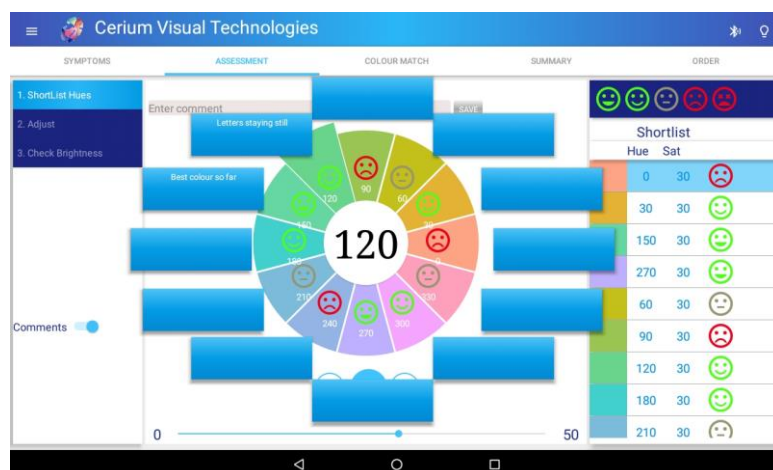 Cerium Visual Technologies
SYMPTOMS ASSESSMENT COLOUR MATCH SUMMARY ORDER
1. ShortList Hues
2. Adjust
3. Check Brightness
Enter comment SAVE
Letters staying still
Best colour so far
120 90 60
150 30
180 120 0
210 330
240 270 300
Comments
0 50
Shortlist
Hue Sat
0 30
30 30
150 30
270 30
60 30
90 30
120 30
180 30
210 30